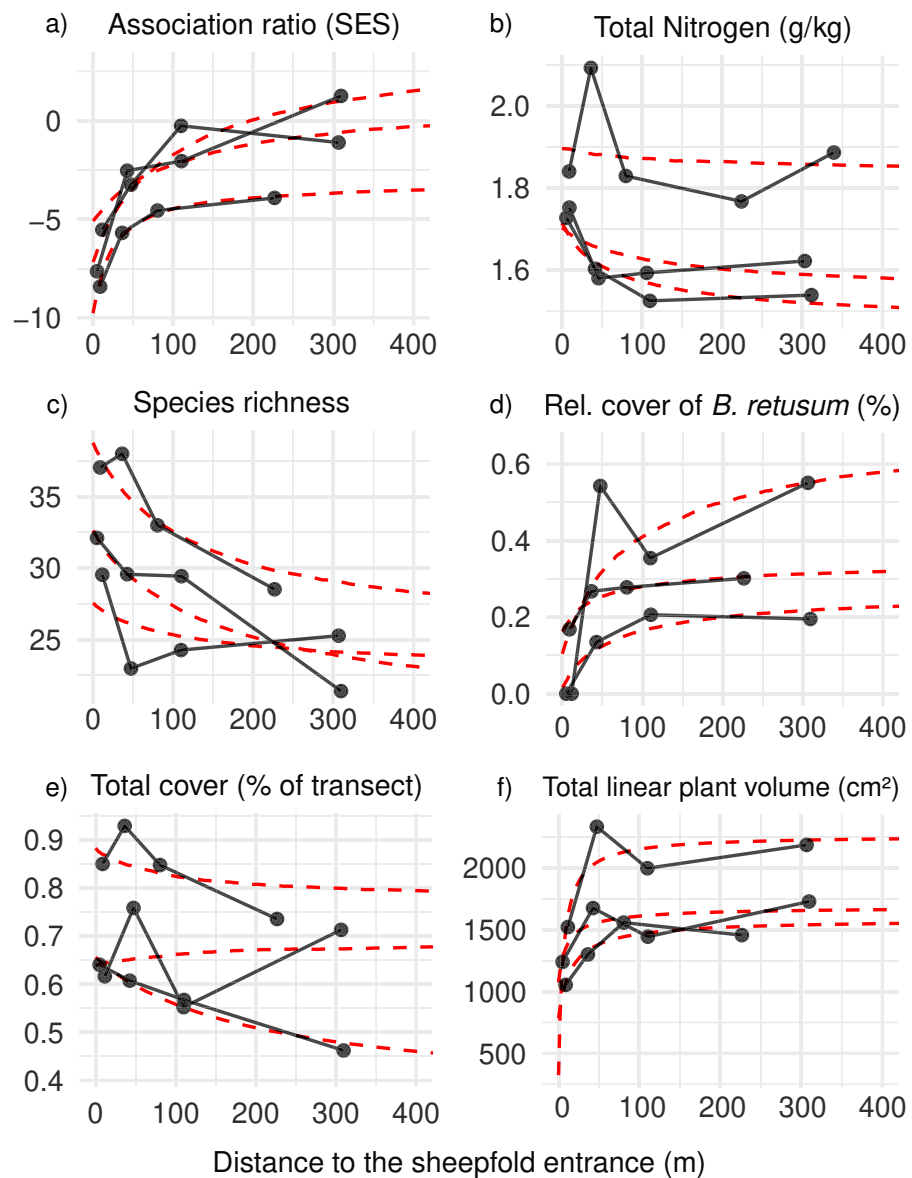 a) Association ratio (SES)
b) Total Nitrogen (g/kg)
0
−5
−10
0 100 200 300 400
2.0
1.8
1.6
0 100 200 300 400
c) Species richness
d) Rel. cover of B. retusum (%)
35
30
25
0 100 200 300 400
0.6
0.4
0.2
0.0
0 100 200 300 400
e) Total cover (% of transect)
f) Total linear plant volume (cm²)
0.9
0.8
0.7
0.6
0.5
0.4
0 100 200 300 400
2000
1500
1000
500
0 100 200 300 400
Distance to the sheepfold entrance (m)